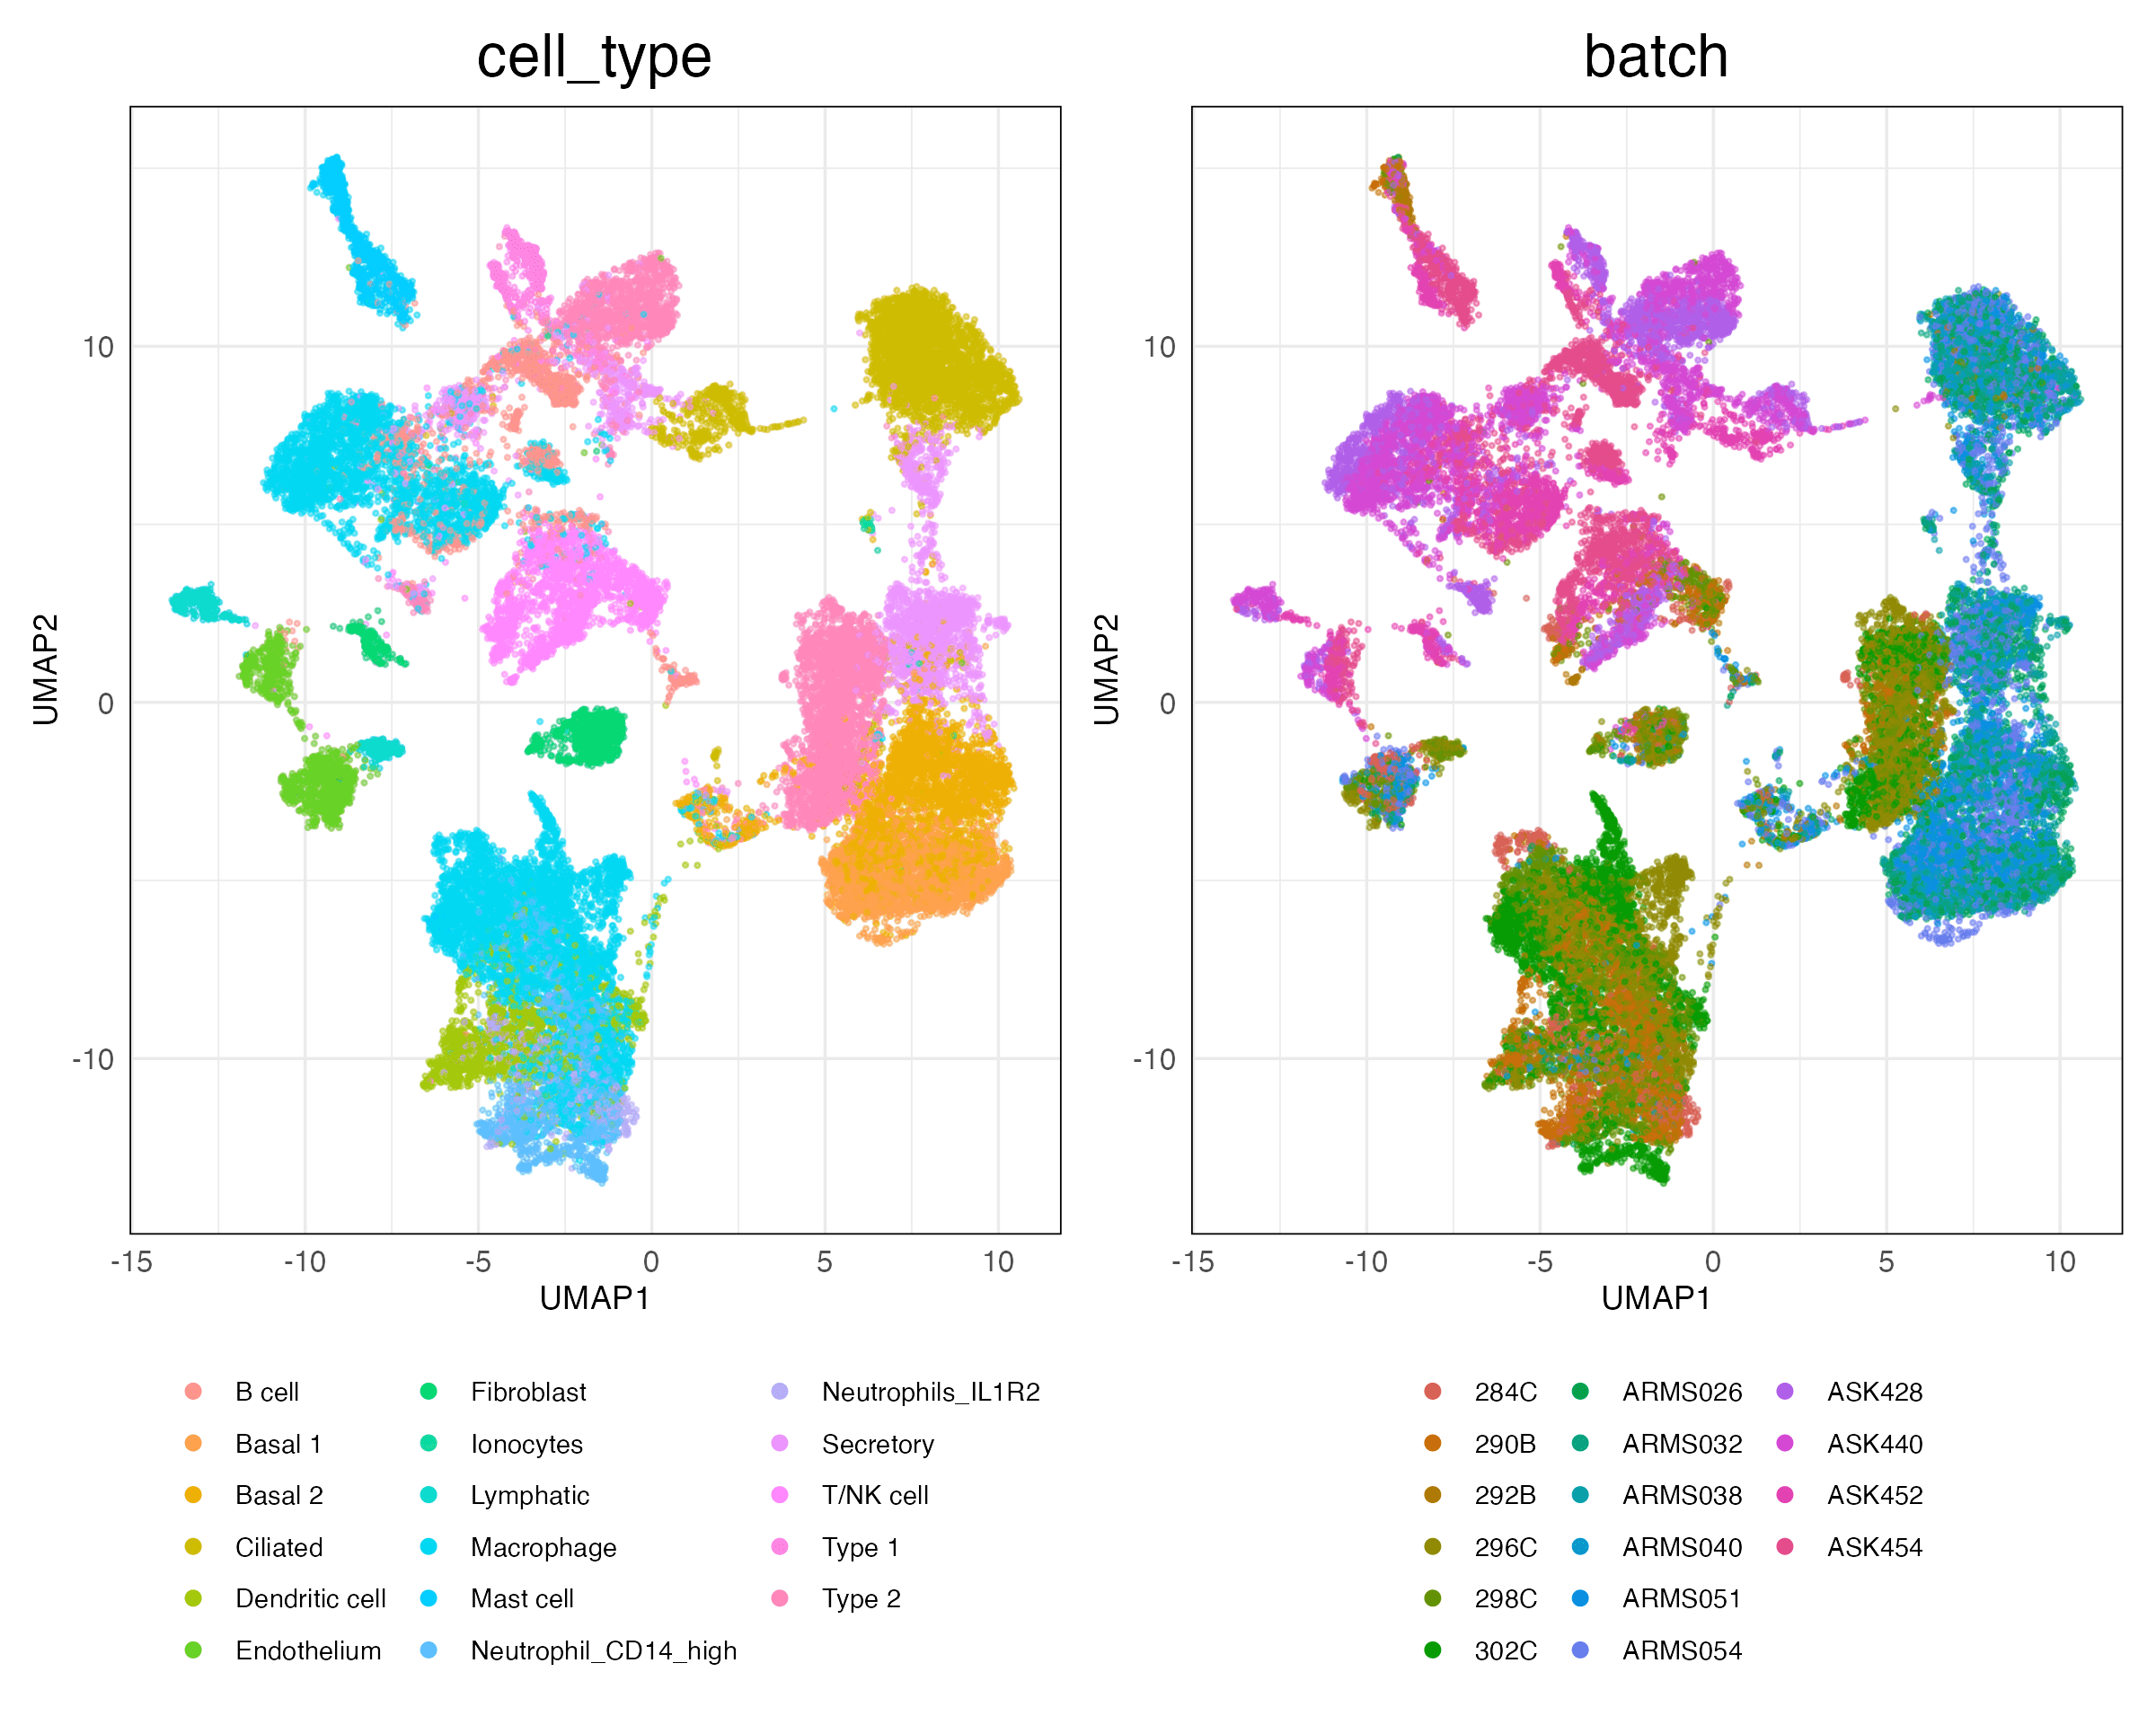 cell_type
batch
10
0
-10
UMAP2
-15
-10
-5
0
5
10
UMAP1
10
0
-10
UMAP2
-15
-10
-5
0
5
10
UMAP1
B cell
Basal 1
Basal 2
Ciliated
Dendritic cell
Endothelium
Fibroblast
Ionocytes
Lymphatic
Macrophage
Mast cell
Neutrophil_CD14_high
Neutrophils_IL1R2
Secretory
T/NK cell
Type 1
Type 2
284C
290B
292B
296C
298C
302C
ARMS026
ARMS032
ARMS038
ARMS040
ARMS051
ARMS054
ASK428
ASK440
ASK452
ASK454